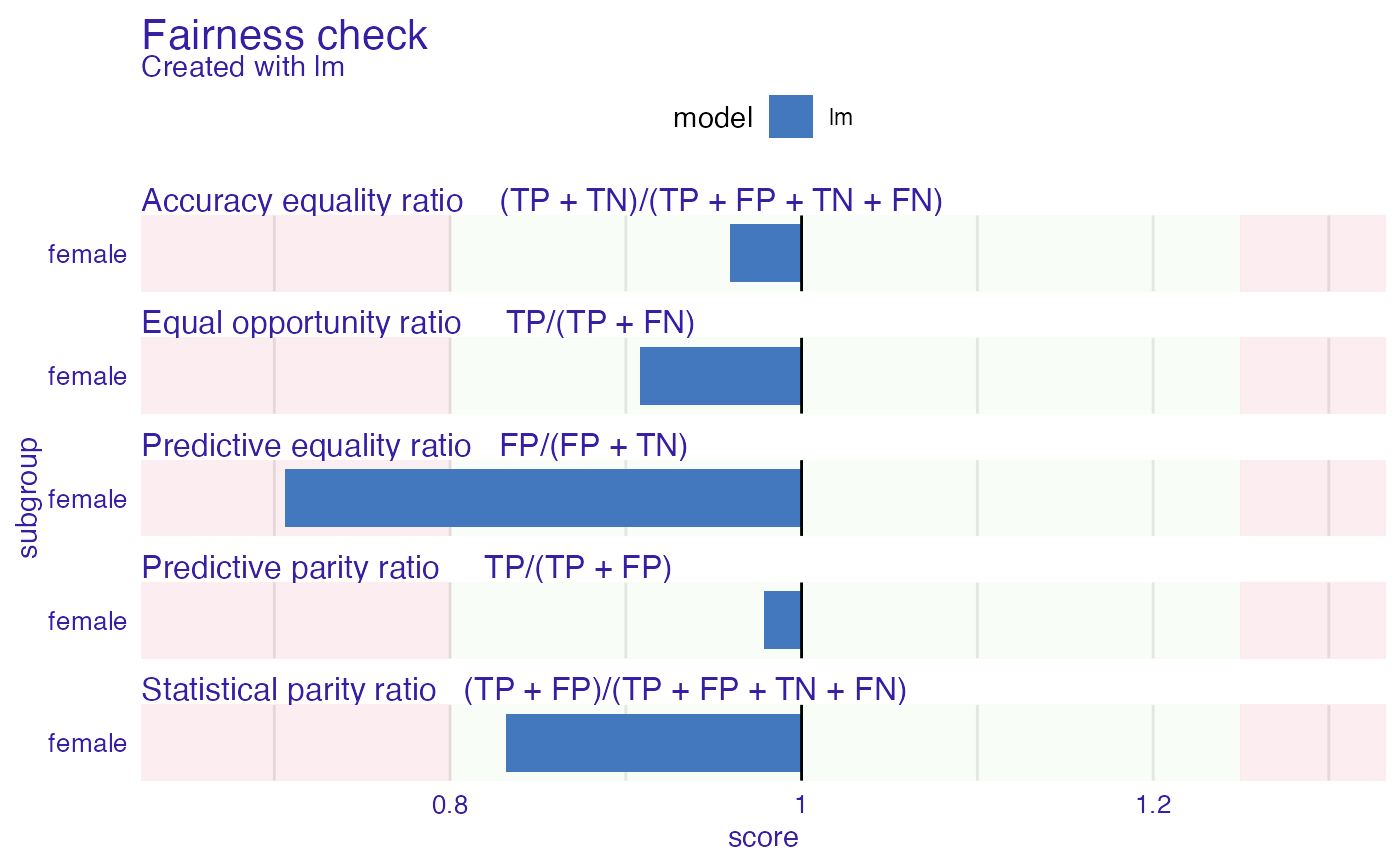 Fairness check
Created with lm
model lm
Accuracy equality ratio (TP + TN)/(TP + FP + TN + FN)
female
Equal opportunity ratio TP/(TP + FN)
female
Predictive equality ratio FP/(FP + TN)
female
Predictive parity ratio TP/(TP + FP)
female
Statistical parity ratio (TP + FP)/(TP + FP + TN + FN)
female
subgroup
0.8 1 1.2
score